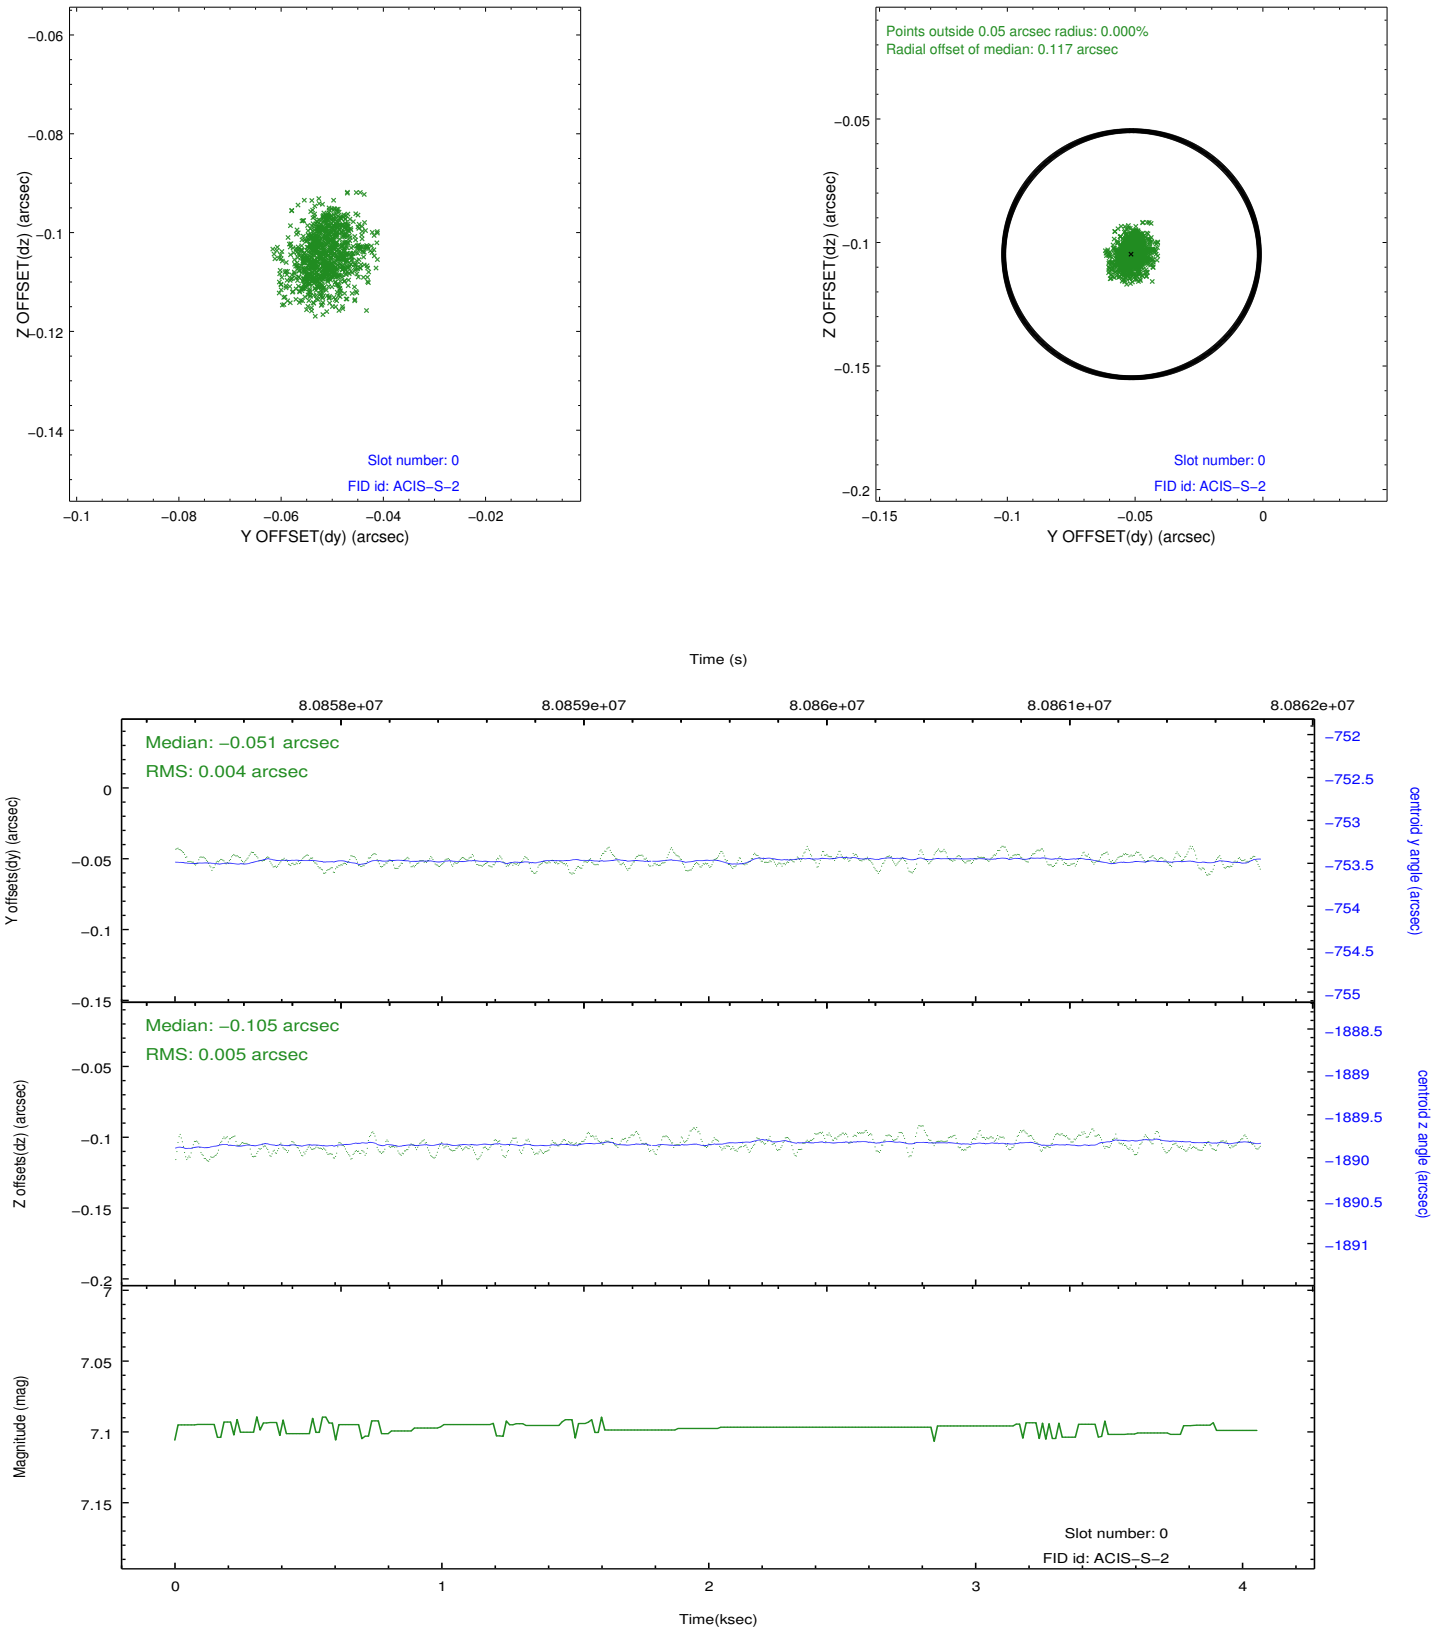 −0.06
−0.08
−0.1
−0.12
−0.14
Z OFFSET(dz) (arcsec)
Slot number: 0
FID id: ACIS−S−2
−0.1
−0.08
−0.06
−0.04
−0.02
Y OFFSET(dy) (arcsec)
Points outside 0.05 arcsec radius: 0.000%
Radial offset of median: 0.117 arcsec
−0.05
−0.1
−0.15
−0.2
Z OFFSET(dz) (arcsec)
Slot number: 0
FID id: ACIS−S−2
−0.15
−0.1
−0.05
0
Y OFFSET(dy) (arcsec)
Time (s)
8.0858e+07
8.0859e+07
8.086e+07
8.0861e+07
8.0862e+07
Median: −0.051 arcsec
RMS: 0.004 arcsec
0
−0.05
−0.1
−0.15
Y offsets(dy) (arcsec)
−752
−752.5
−753
−753.5
−754
−754.5
−755
centroid y angle (arcsec)
Median: −0.105 arcsec
RMS: 0.005 arcsec
−0.05
−0.1
−0.15
−0.2
Z offsets(dz) (arcsec)
−1888.5
−1889
−1889.5
−1890
−1890.5
−1891
centroid z angle (arcsec)
7
7.05
7.1
7.15
Magnitude (mag)
Slot number: 0
FID id: ACIS−S−2
0
1
2
3
4
Time(ksec)